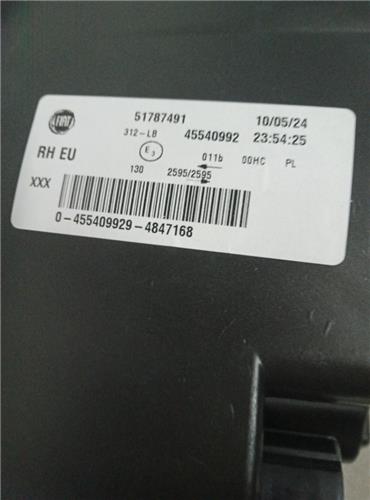 FIAT
51787491 10/05/24
312-LB 45540992 23:54:25
RH EU E3 011b 00HC PL
130 2595/2595
XXX
0-455409929-4847168